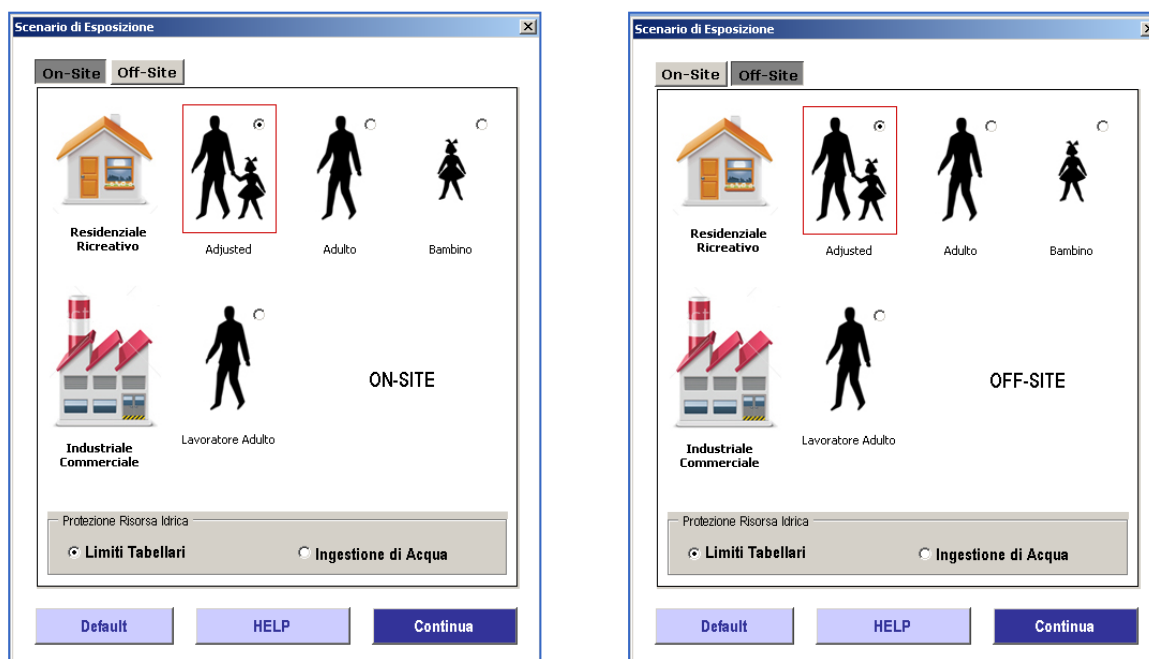 Scenario di Esposizione
On-Site Off-Site
Residenziale
Ricreativo
Adjusted Adulto Bambino
ON-SITE
Lavoratore Adulto
Industriale
Commerciale
Protezione Risorsa Idrica
Limiti Tabellari Ingestione di Acqua
Default HELP Continua
Scenario di Esposizione
On-Site Off-Site
Residenziale
Ricreativo
Adjusted Adulto Bambino
OFF-SITE
Lavoratore Adulto
Industriale
Commerciale
Protezione Risorsa Idrica
Limiti Tabellari Ingestione di Acqua
Default HELP Continua